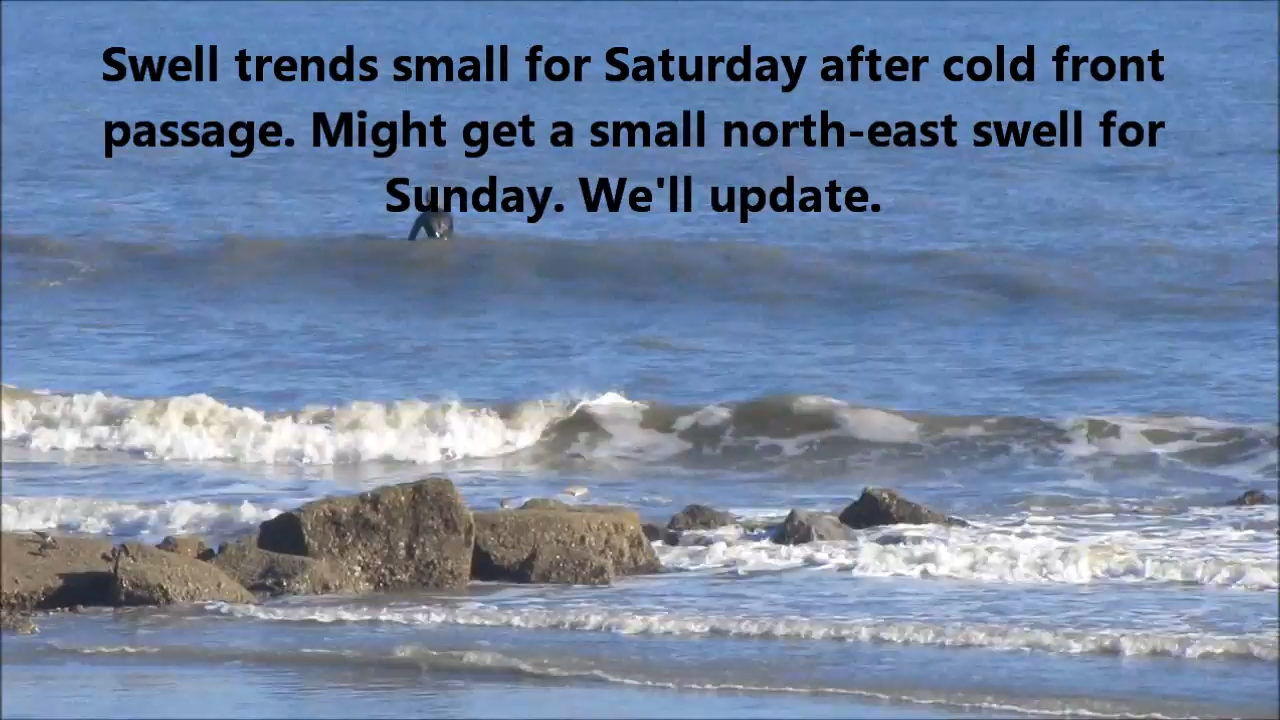 Swell trends small for Saturday after cold front
passage. Might get a small north-east swell for
Sunday. We'll update.